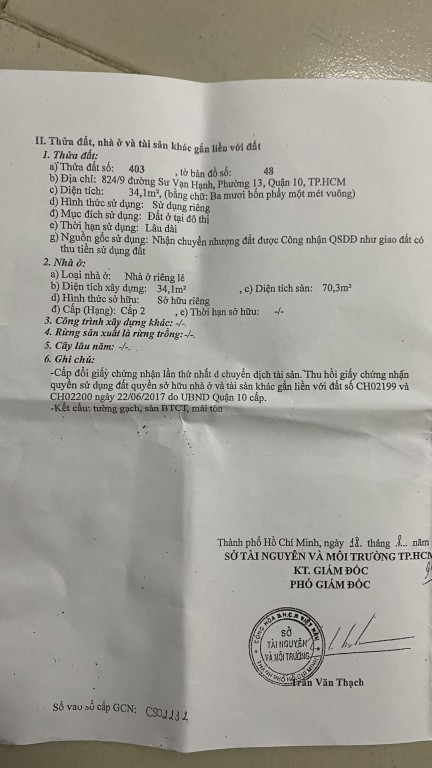 II. Thửa đất, nhà ở và tài sản khác gắn liền với đất
1. Thửa đất:
a) Thửa đất số: 403 , tờ bản đồ số: 48
b) Địa chỉ: 824/9 đường Sư Vạn Hạnh, Phường 13, Quận 10, TP.HCM
c) Diện tích: 34,1m², (bằng chữ: Ba mươi bốn phẩy một mét vuông)
d) Hình thức sử dụng: Sử dụng riêng
đ) Mục đích sử dụng: Đất ở tại đô thị
e) Thời hạn sử dụng: Lâu dài
g) Nguồn gốc sử dụng: Nhận chuyển nhượng đất được Công nhận QSDĐ như giao đất có
thu tiền sử dụng đất
2. Nhà ở:
a) Loại nhà ở: Nhà ở riêng lẻ
b) Diện tích xây dựng: 34,1m² , c) Diện tích sàn: 70,3m²
d) Hình thức sở hữu: Sở hữu riêng
đ) Cấp (Hạng): Cấp 2 , e) Thời hạn sở hữu: -/-
3. Công trình xây dựng khác: -/-.
4. Rừng sản xuất là rừng trồng:-/-.
5. Cây lâu năm: -/-.
6. Ghi chú:
-Cấp đổi giấy chứng nhận lần thứ nhất d chuyển dịch tài sản. Thu hồi giấy chứng nhận
quyền sử dụng đất quyền sở hữu nhà ở và tài sản khác gắn liền với đất số CH02199 và
CH02200 ngày 22/06/2017 do UBND Quận 10 cấp.
-Kết cấu: tường gạch, sàn BTCT, mái tôn
Thành phố Hồ Chí Minh, ngày 18. tháng .. năm
SỞ TÀI NGUYÊN VÀ MÔI TRƯỜNG TP.HCM
KT. GIÁM ĐỐC
PHÓ GIÁM ĐỐC
CỘNG HÒA X.H.C.N VIỆT NAM
SỞ
TÀI NGUYÊN
VÀ MÔI TRƯỜNG
THÀNH PHỐ HỒ CHÍ MINH
Trần Văn Thạch
Số vào sổ cấp GCN: CS02232